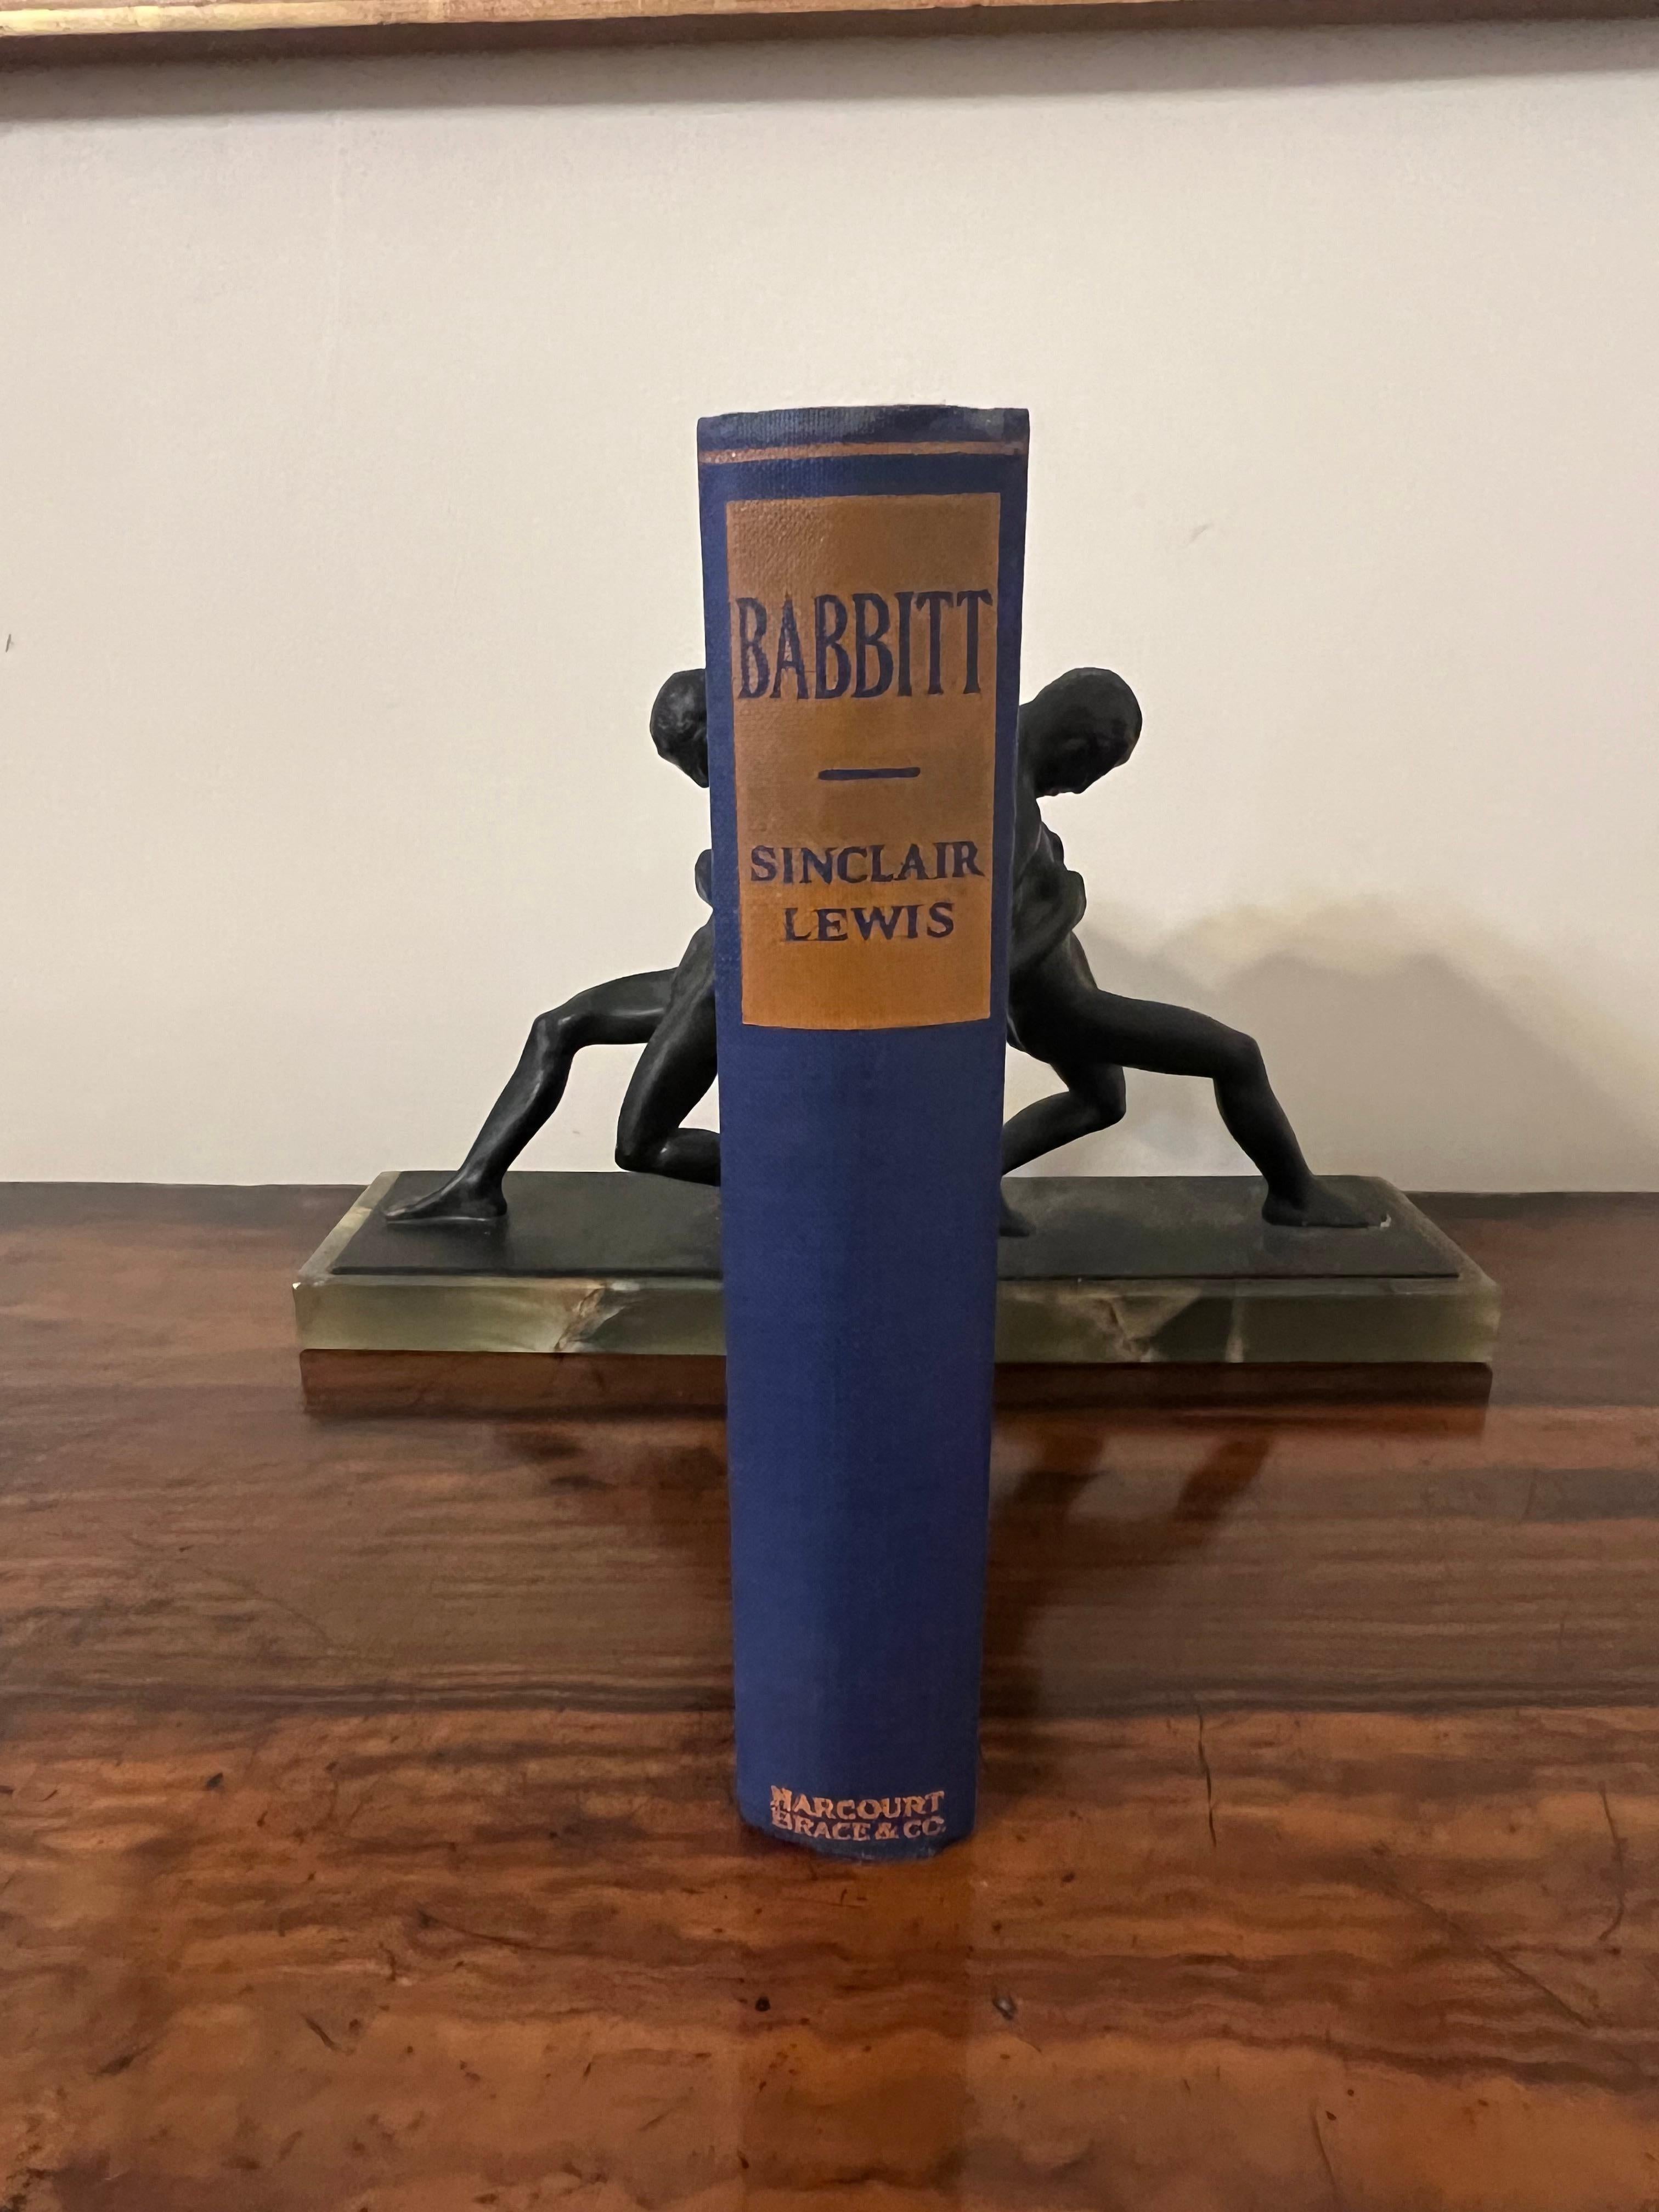 BABBITT
SINCLAIR
LEWIS
HARCOURT
BRACE & CO.